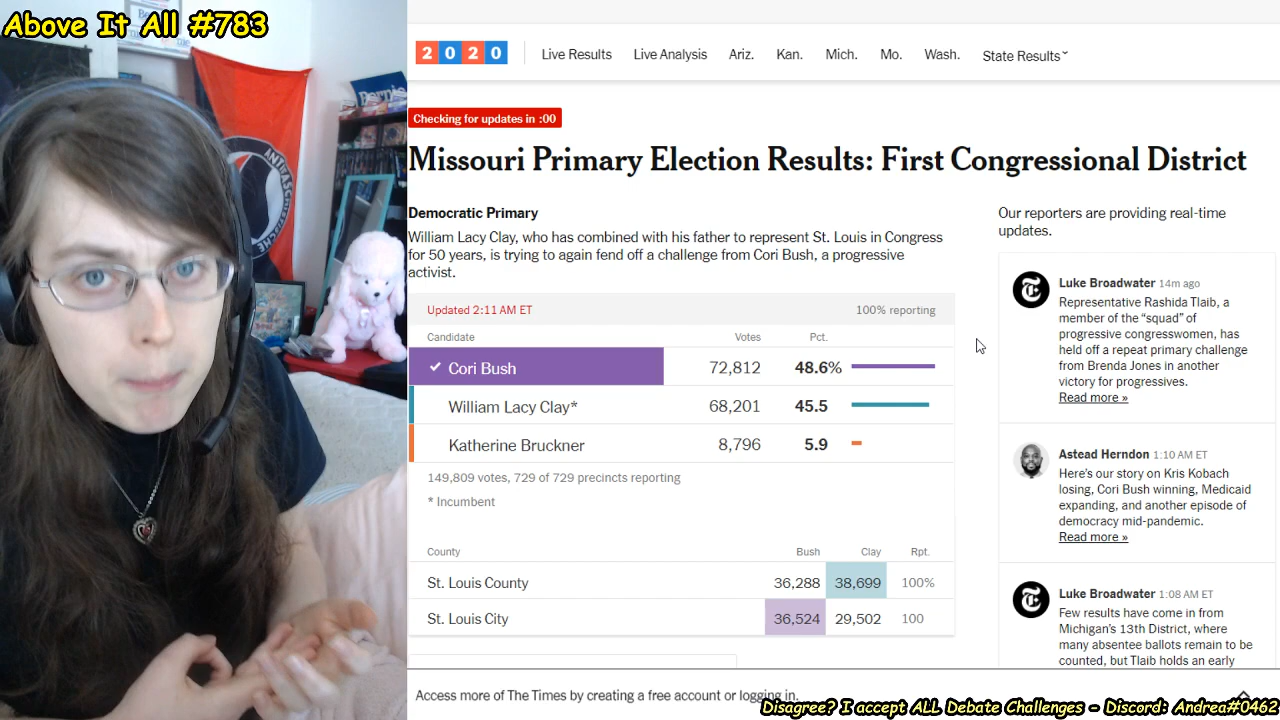 Above It All #783
Bernie
ANTIFASCHISTISCHE
2020 Live Results Live Analysis Ariz. Kan. Mich. Mo. Wash. State Results
Checking for updates in :00
Missouri Primary Election Results: First Congressional District
Democratic Primary
William Lacy Clay, who has combined with his father to represent St. Louis in Congress
for 50 years, is trying to again fend off a challenge from Cori Bush, a progressive
activist.
Updated 2:11 AM ET 100% reporting
Candidate Votes Pct.
Cori Bush 72,812 48.6%
William Lacy Clay* 68,201 45.5
Katherine Bruckner 8,796 5.9
149,809 votes, 729 of 729 precincts reporting
* Incumbent
County Bush Clay Rpt.
St. Louis County 36,288 38,699 100%
St. Louis City 36,524 29,502 100
Our reporters are providing real-time
updates.
Luke Broadwater 14m ago
Representative Rashida Tlaib, a
member of the “squad” of
progressive congresswomen, has
held off a repeat primary challenge
from Brenda Jones in another
victory for progressives.
Read more »
Astead Herndon 1:10 AM ET
Here’s our story on Kris Kobach
losing, Cori Bush winning, Medicaid
expanding, and another episode of
democracy mid-pandemic.
Read more »
Luke Broadwater 1:08 AM ET
Few results have come in from
Michigan’s 13th District, where
many absentee ballots remain to be
counted, but Tlaib holds an early
Access more of The Times by creating a free account or logging in.
Disagree? I accept ALL Debate Challenges - Discord: Andrea#0462